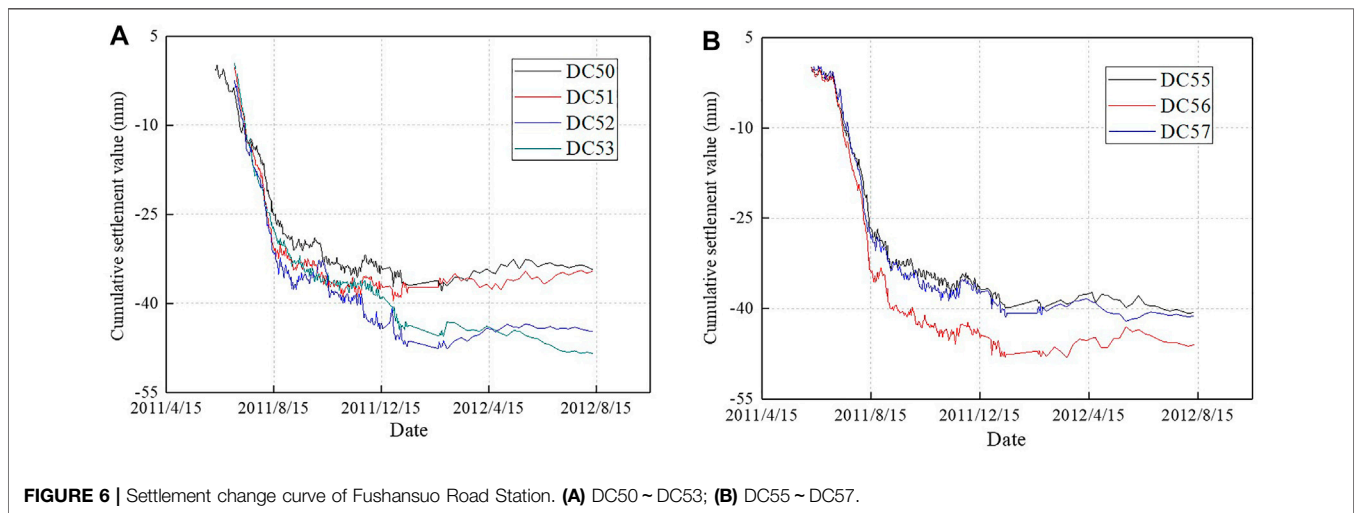 A
5
-10
-25
-40
-55
Cumulative settlement value (mm)
DC50
DC51
DC52
DC53
2011/4/15 2011/8/15 2011/12/15 2012/4/15 2012/8/15
Date
B
5
-10
-25
-40
-55
Cumulative settlement value (mm)
DC55
DC56
DC57
2011/4/15 2011/8/15 2011/12/15 2012/4/15 2012/8/15
Date
FIGURE 6 | Settlement change curve of Fushansuo Road Station. (A) DC50 ~ DC53; (B) DC55 ~ DC57.